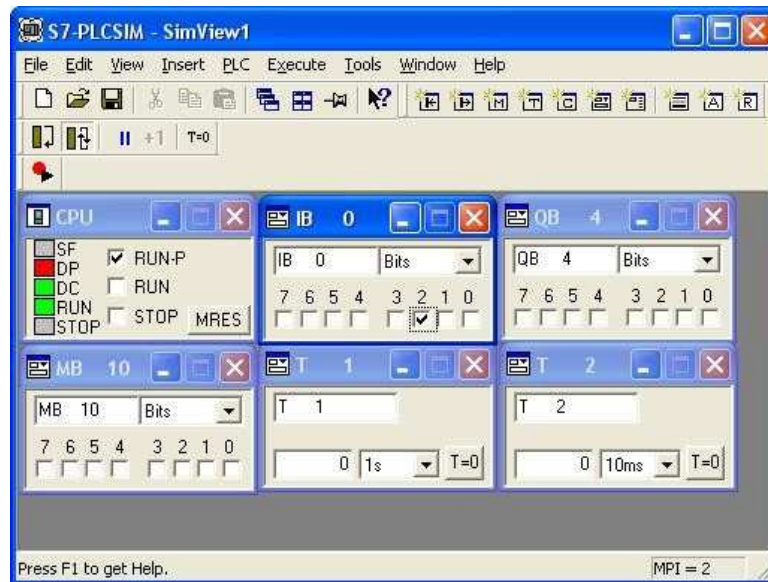 S7-PLCSIM - SimView1
File Edit View Insert PLC Execute Tools Window Help
+1 T=0
CPU
SF
DP
DC
RUN
STOP
RUN-P
RUN
STOP
MRES
IB 0
IB 0 Bits
7 6 5 4 3 2 1 0
QB 4
QB 4 Bits
7 6 5 4 3 2 1 0
MB 10
MB 10 Bits
7 6 5 4 3 2 1 0
T 1
T 1
0 1s T=0
T 2
T 2
0 10ms T=0
Press F1 to get Help. MPI = 2